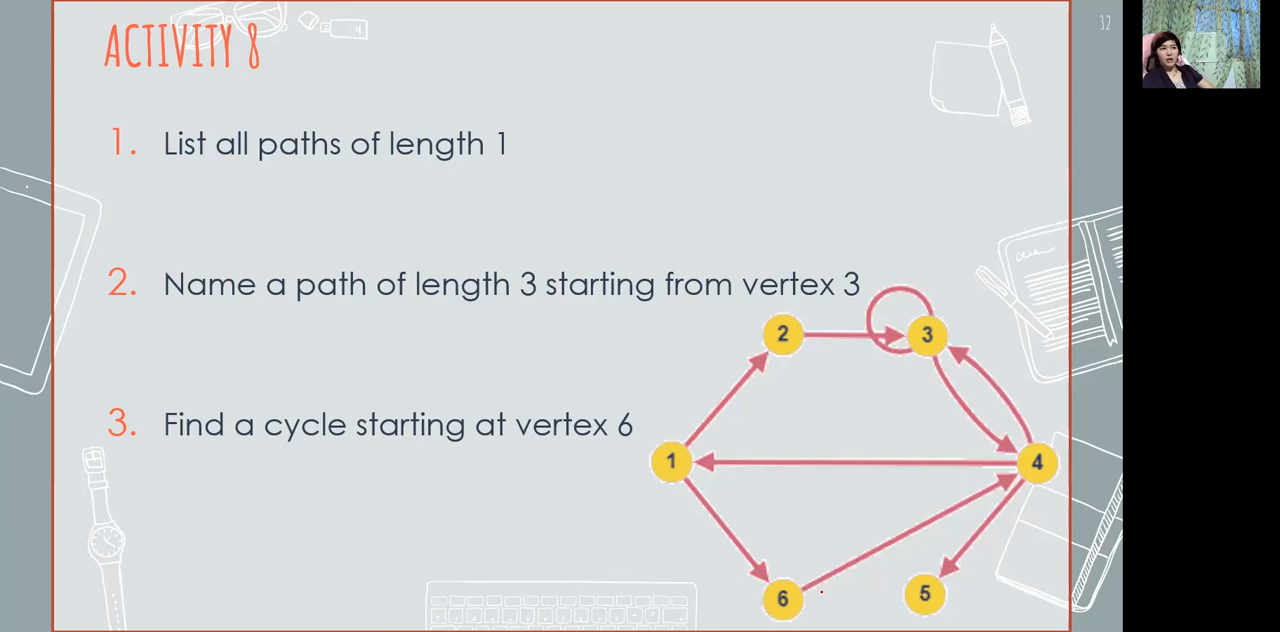 ACTIVITY 8
32
1. List all paths of length 1
2. Name a path of length 3 starting from vertex 3
2
3
3. Find a cycle starting at vertex 6
1
4
6
5